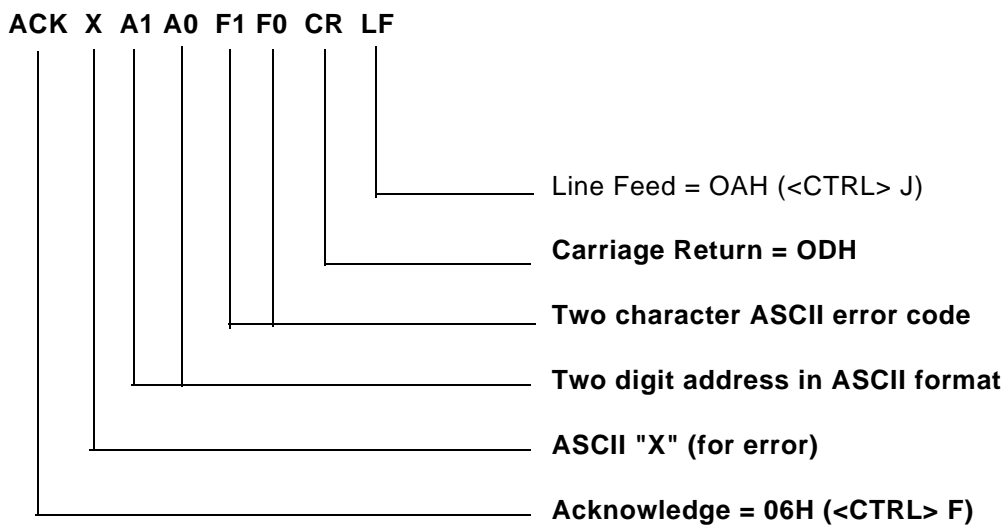 ACK X A1 A0 F1 F0 CR LF
Line Feed = OAH (<CTRL> J)
Carriage Return = ODH
Two character ASCII error code
Two digit address in ASCII format
ASCII "X" (for error)
Acknowledge = 06H (<CTRL> F)